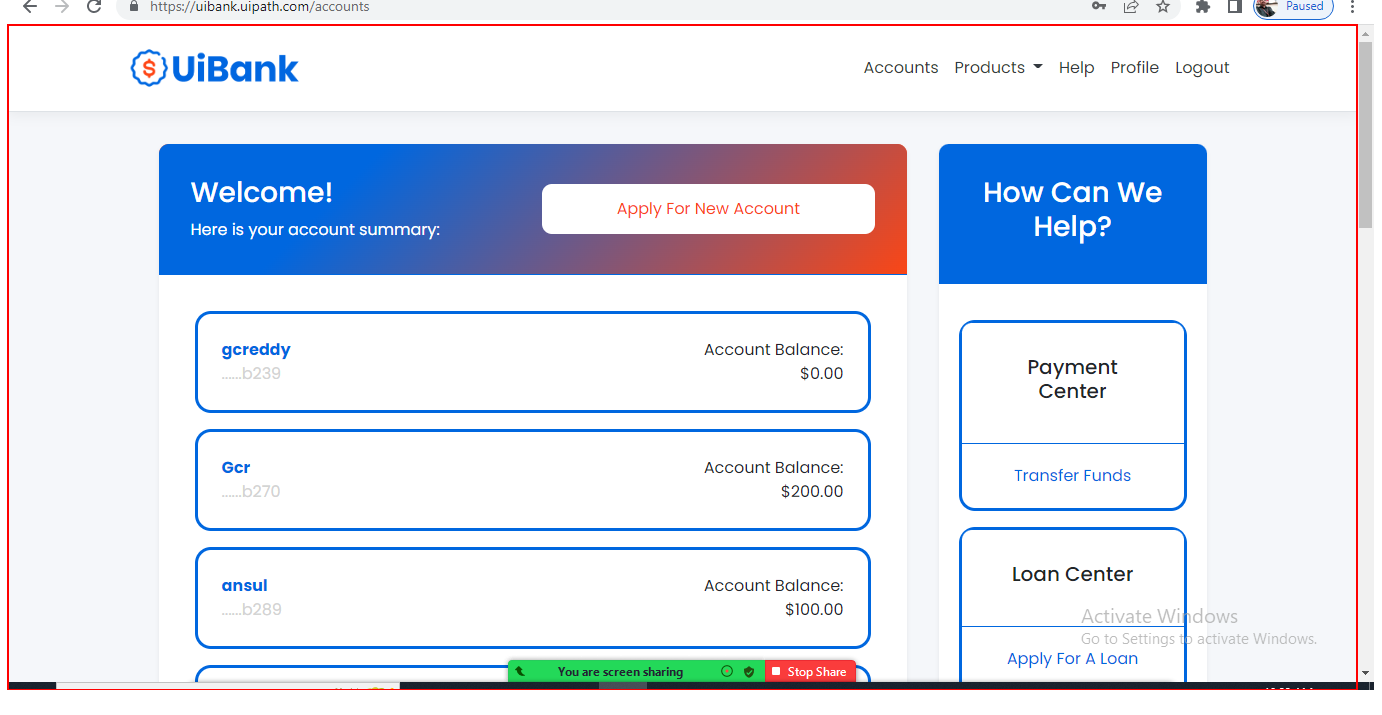 https://uibank.uipath.com/accounts
Paused
UiBank
Accounts Products Help Profile Logout
Welcome!
Here is your account summary:
Apply For New Account
How Can We
Help?
gcreddy
......b239
Account Balance:
$0.00
Gcr
......b270
Account Balance:
$200.00
ansul
......b289
Account Balance:
$100.00
Payment
Center
Transfer Funds
Loan Center
Apply For A Loan
Activate Windows
Go to Settings to activate Windows.
You are screen sharing
Stop Share